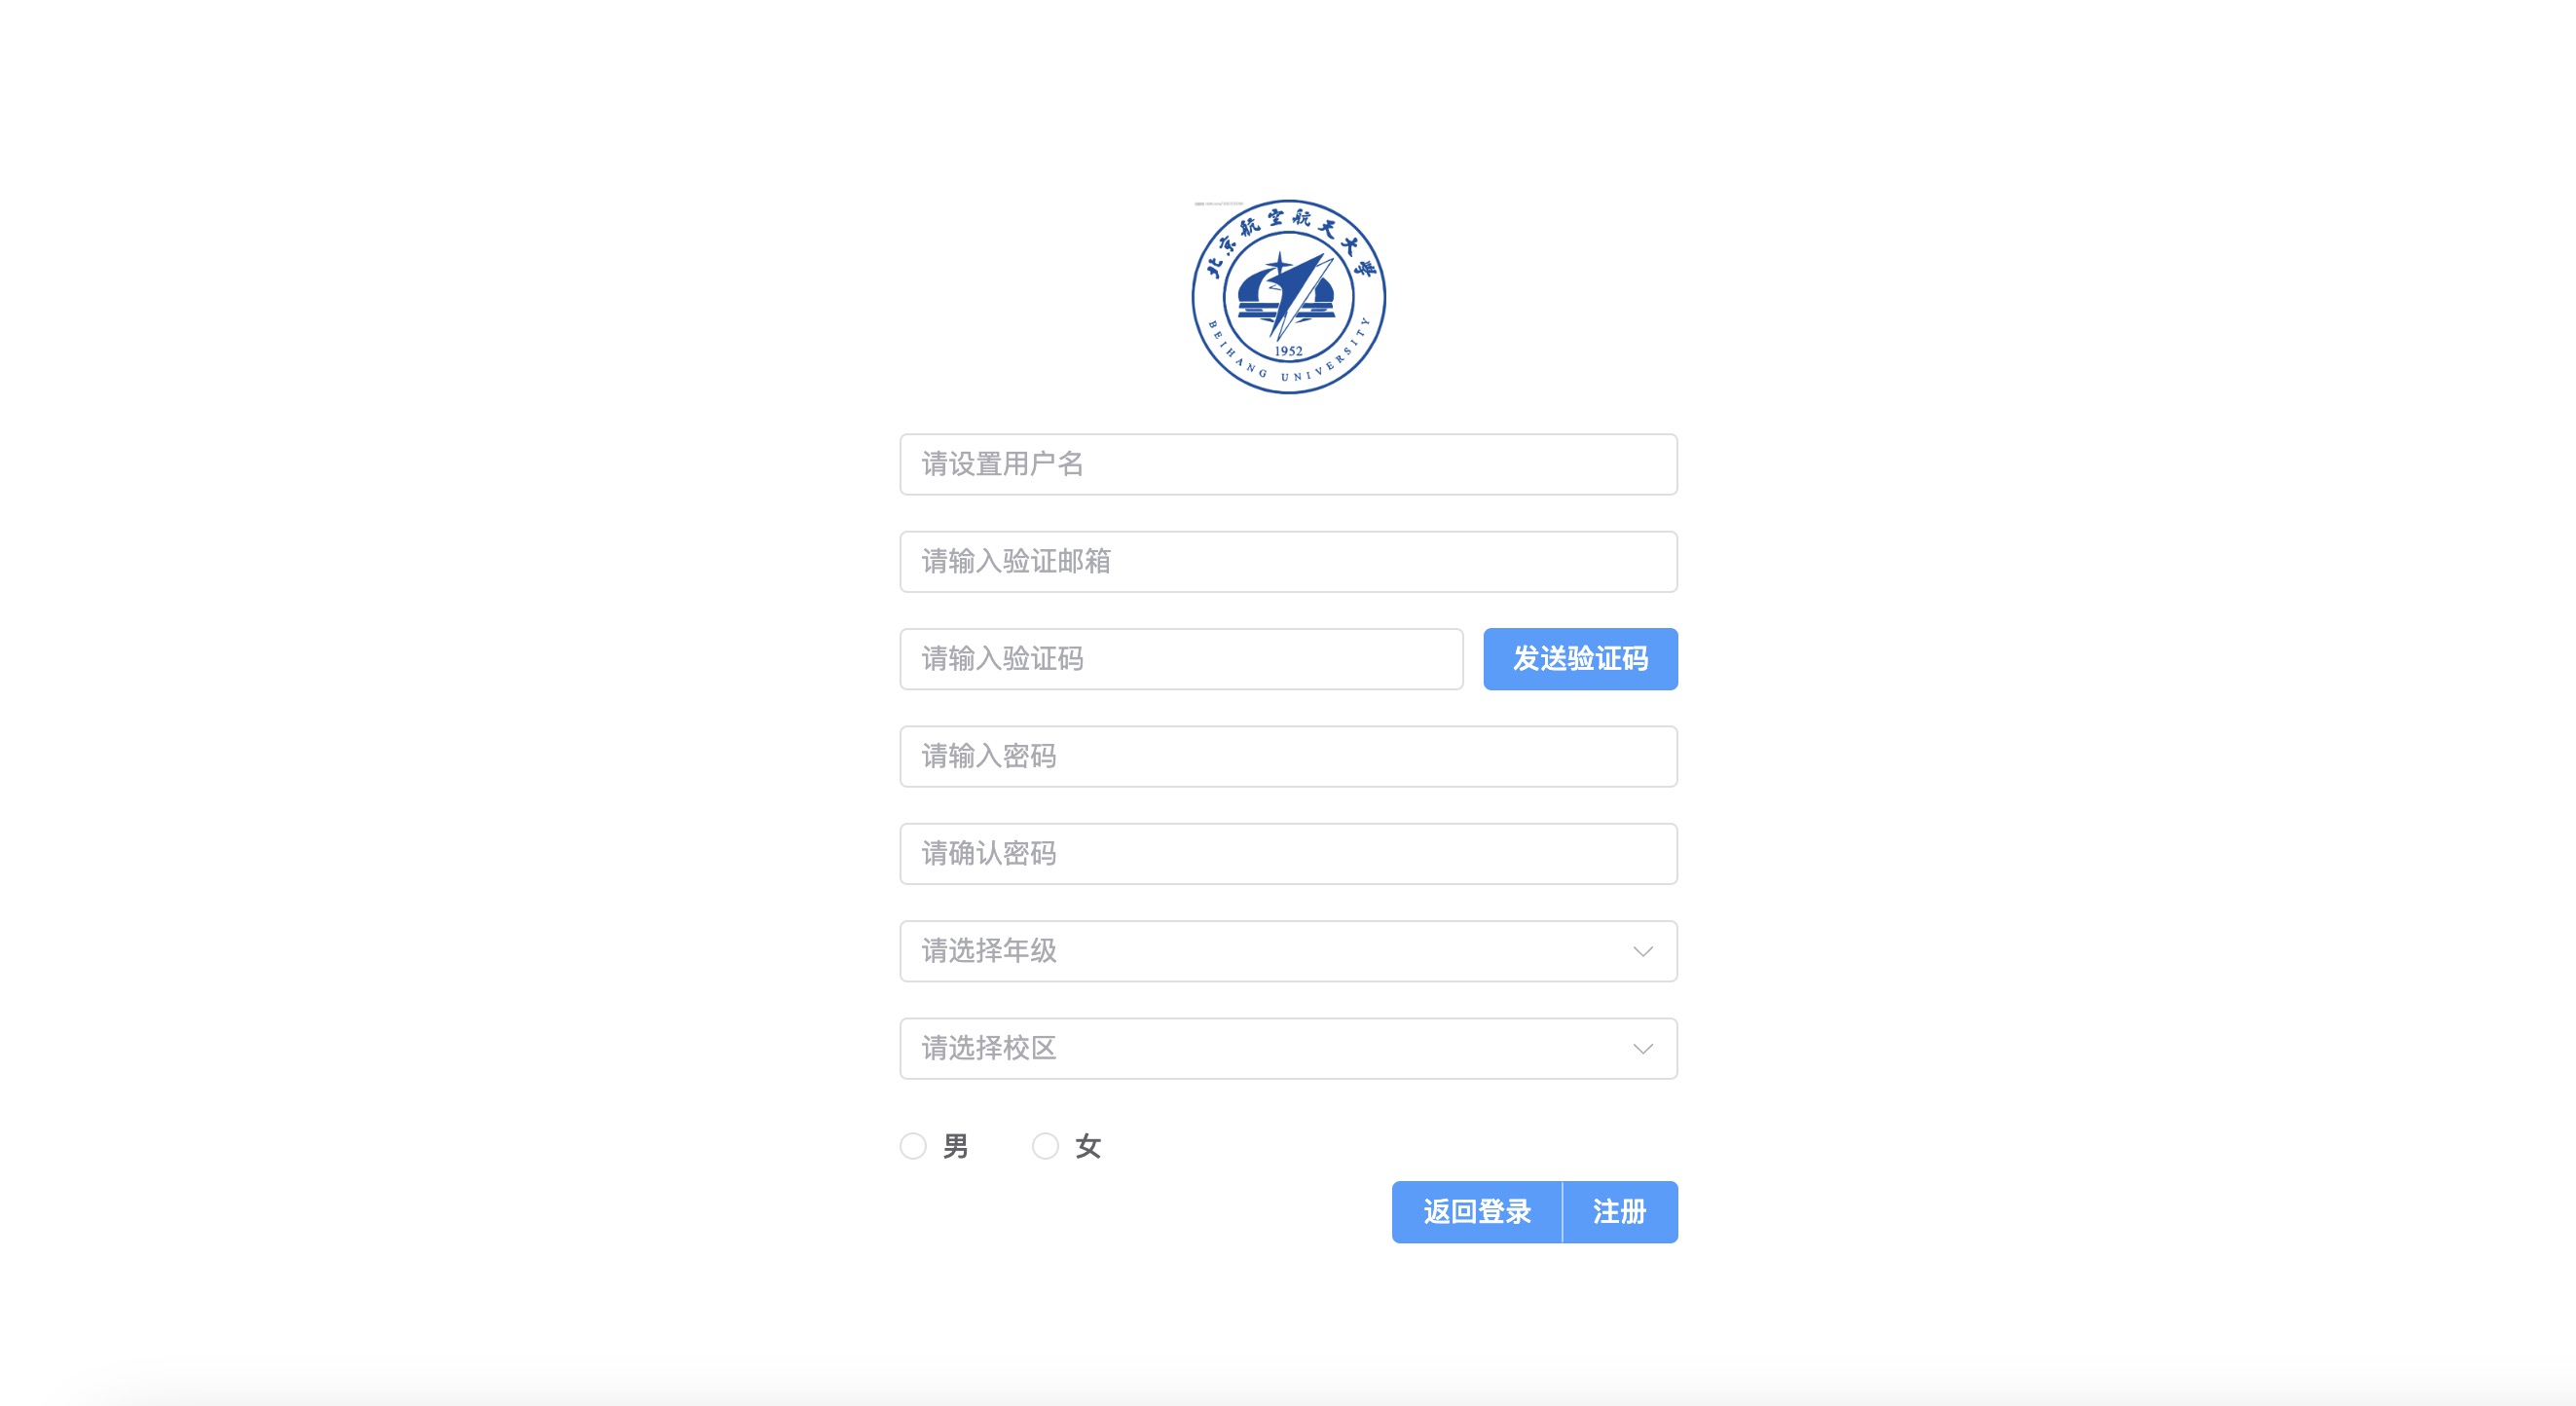 北京航空航天大學
1952
BEIHANG UNIVERSITY
请设置用户名
请输入验证邮箱
请输入验证码
发送验证码
请输入密码
请确认密码
请选择年级
请选择校区
男 女
返回登录 注册